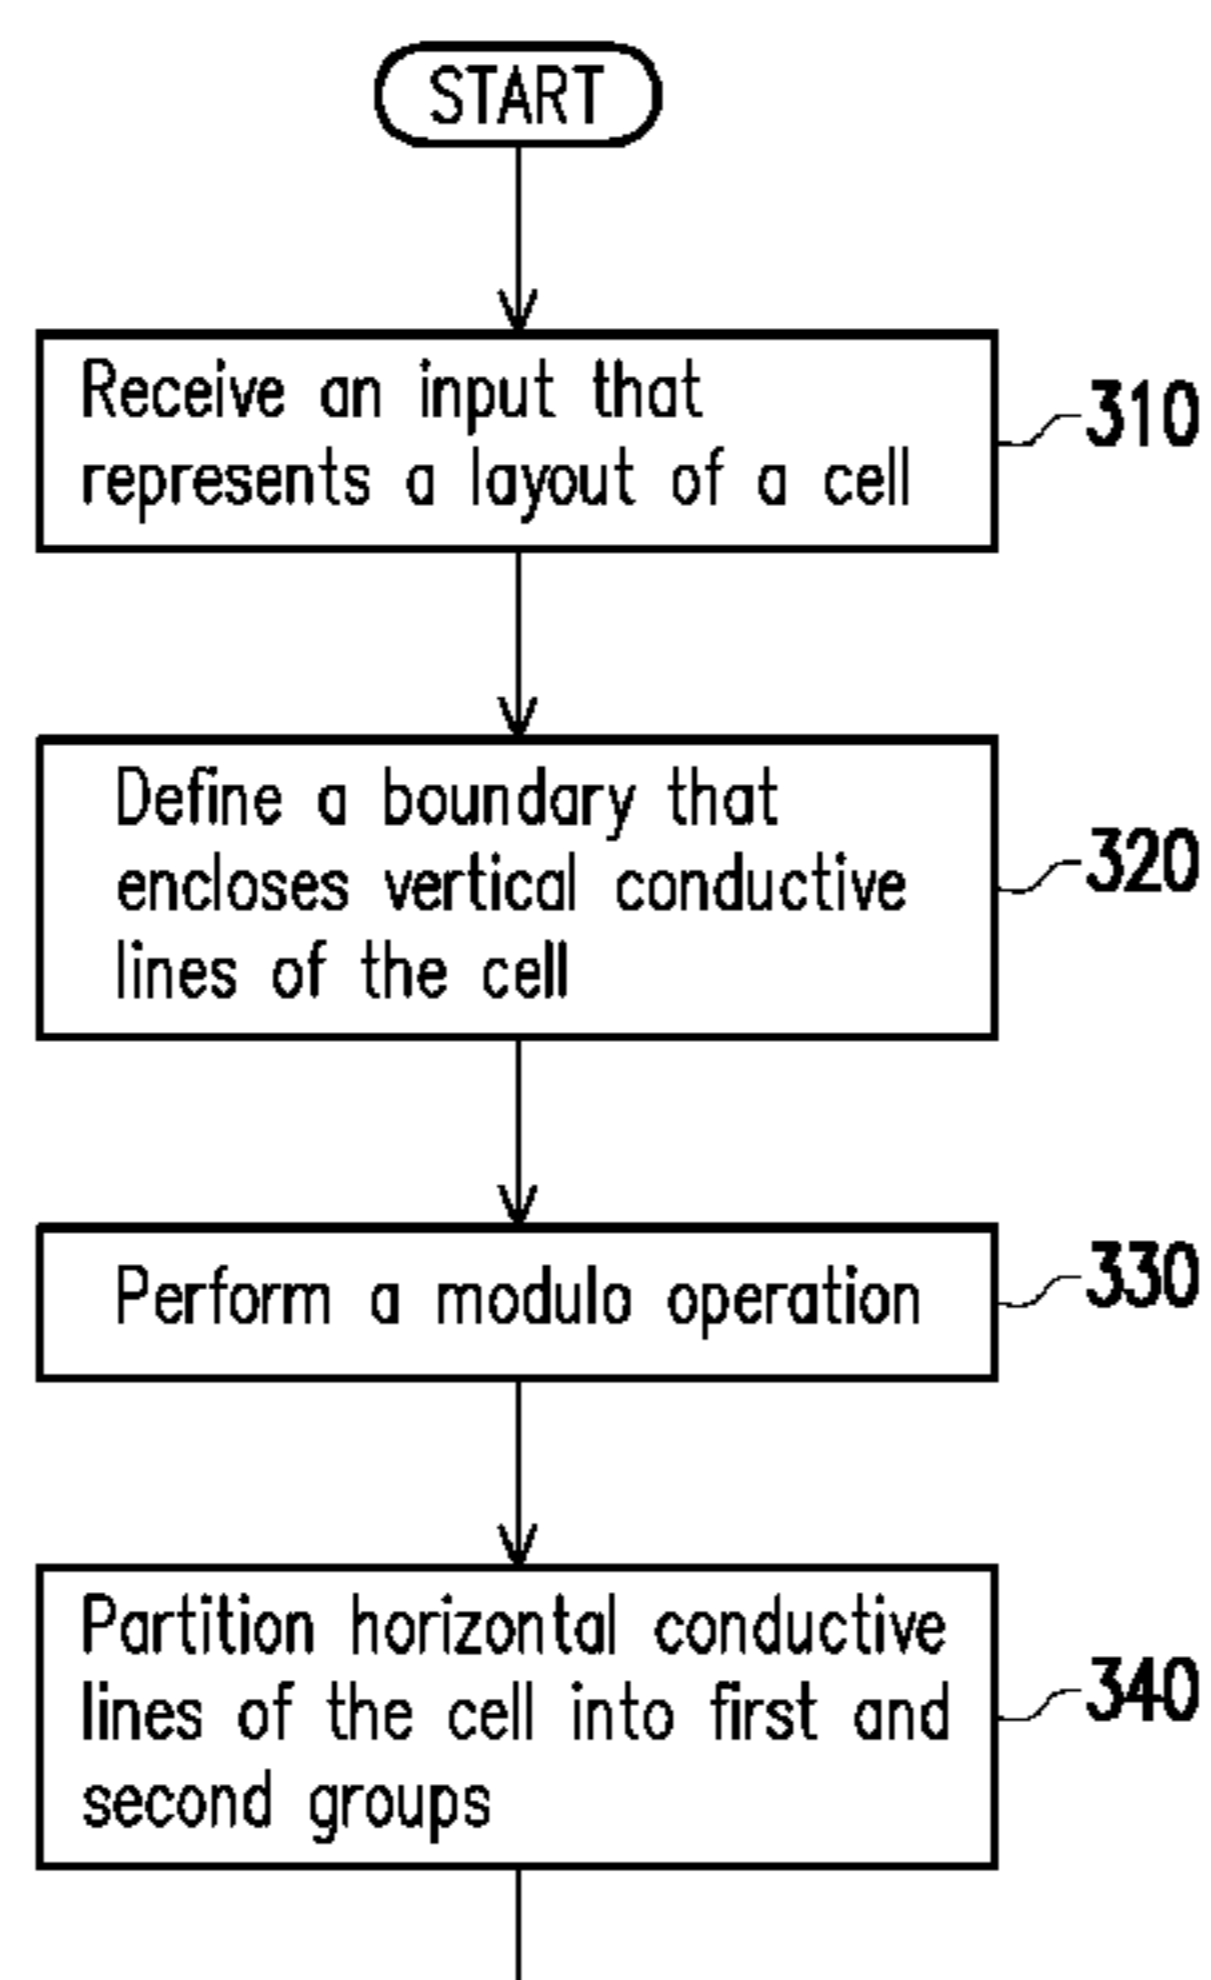 START
Receive an input that
represents a layout of a cell
310
Define a boundary that
encloses vertical conductive
lines of the cell
320
Perform a modulo operation
330
Partition horizontal conductive
lines of the cell into first and
second groups
340